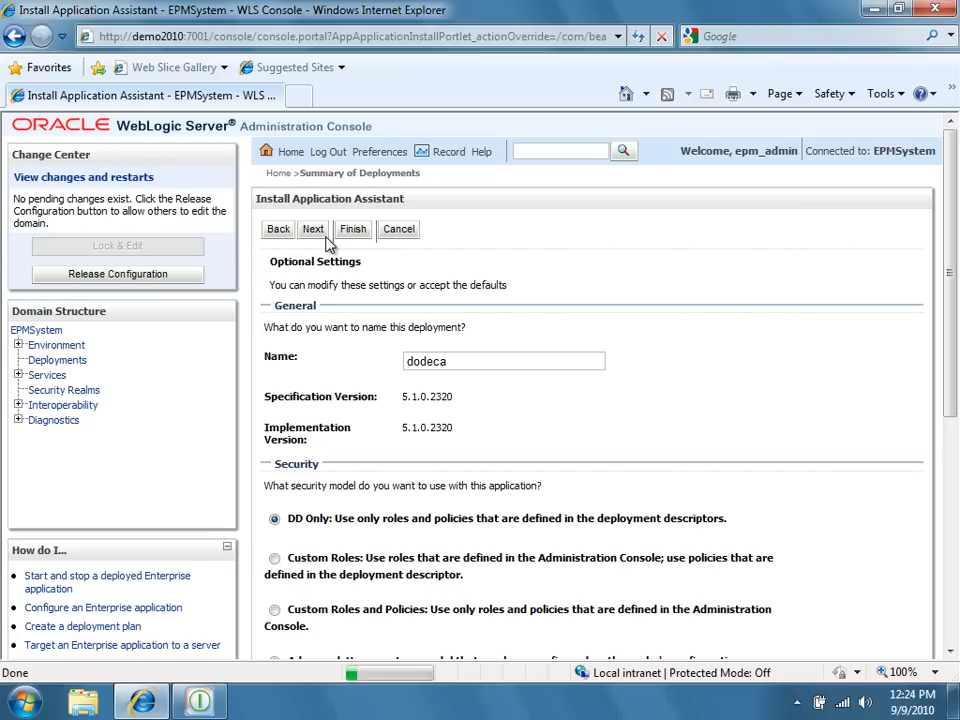 Install Application Assistant - EPMSystem - WLS Console - Windows Internet Explorer
http://demo2010:7001/console/console.portal?AppApplicationInstallPortlet_actionOverride=/com/bea
Google
Favorites
Web Slice Gallery
Suggested Sites
Install Application Assistant - EPMSystem - WLS ...
Page
Safety
Tools
ORACLE WebLogic Server® Administration Console
Change Center
View changes and restarts
No pending changes exist. Click the Release
Configuration button to allow others to edit the
domain.
Lock & Edit
Release Configuration
Domain Structure
EPMSystem
Environment
Deployments
Services
Security Realms
Interoperability
Diagnostics
How do I...
Start and stop a deployed Enterprise
application
Configure an Enterprise application
Create a deployment plan
Target an Enterprise application to a server
Home Log Out Preferences Record Help
Welcome, epm_admin
Connected to: EPMSystem
Home >Summary of Deployments
Install Application Assistant
Back Next Finish Cancel
Optional Settings
You can modify these settings or accept the defaults
General
What do you want to name this deployment?
Name: dodeca
Specification Version: 5.1.0.2320
Implementation 5.1.0.2320
Version:
Security
What security model do you want to use with this application?
DD Only: Use only roles and policies that are defined in the deployment descriptors.
Custom Roles: Use roles that are defined in the Administration Console; use policies that are
defined in the deployment descriptor.
Custom Roles and Policies: Use only roles and policies that are defined in the Administration
Console.
Done
Local intranet | Protected Mode: Off
100%
12:24 PM
9/9/2010